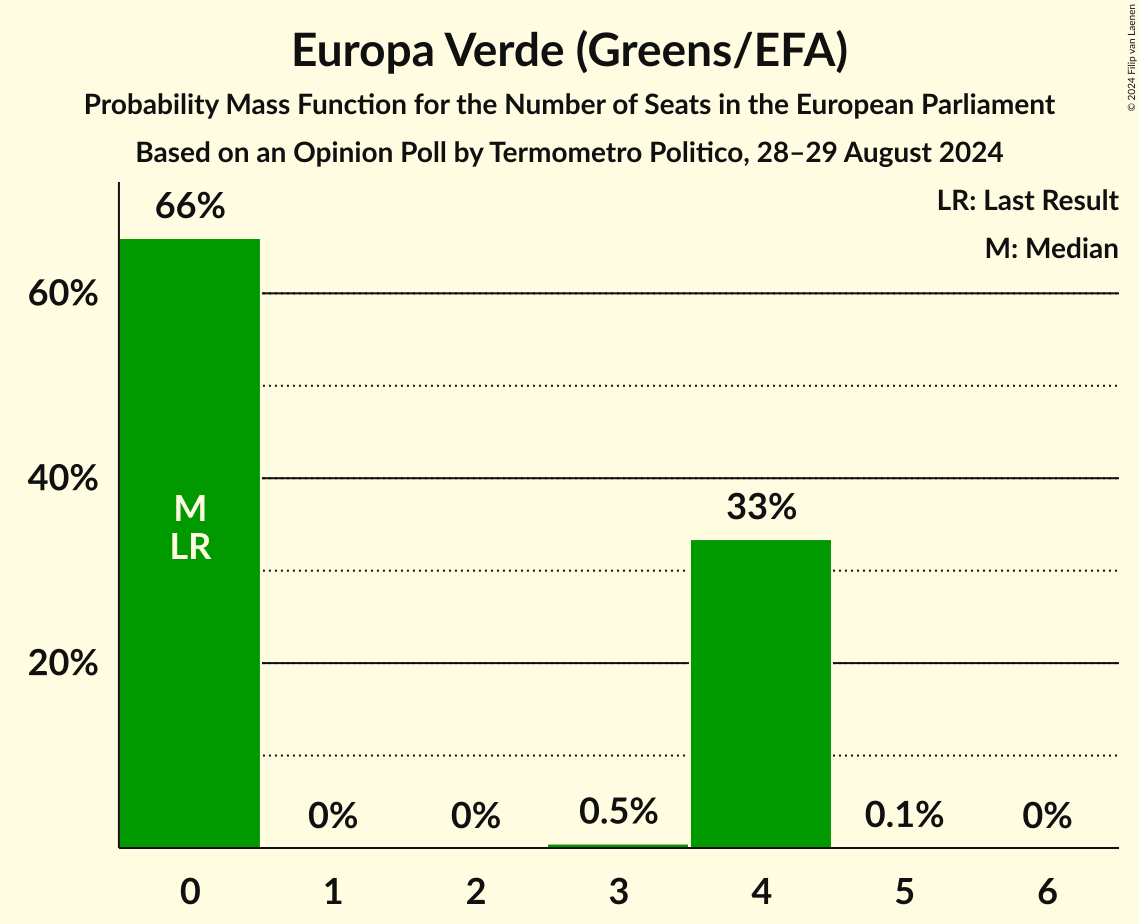 Europa Verde (Greens/EFA)
Probability Mass Function for the Number of Seats in the European Parliament
Based on an Opinion Poll by Termometro Politico, 28–29 August 2024
© 2024 Filip van Laenen
LR: Last Result
M: Median
66%
60%
40%
M
33%
LR
20%
0%
0%
0.5%
0.1%
0%
0
1
2
3
4
5
6